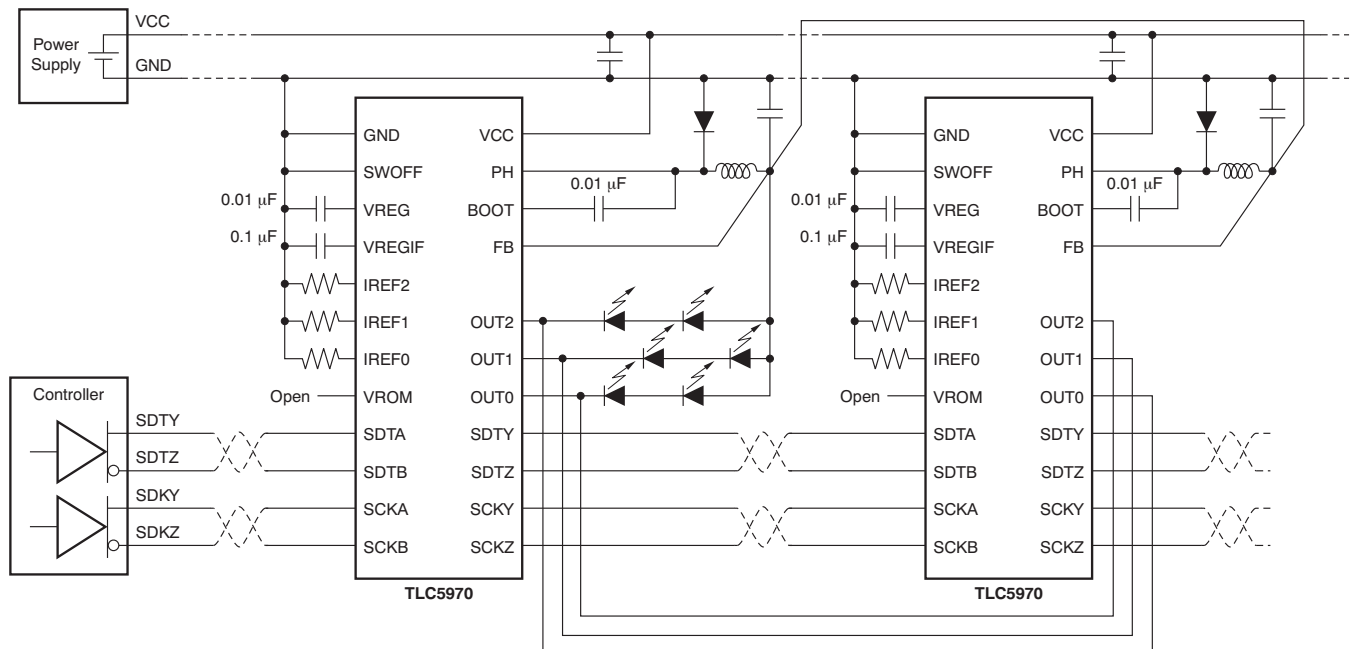 VCC
Power
Supply
GND
GND
VCC
SWOFF
PH
0.01 µF
0.01 µF
VREG
BOOT
0.1 µF
VREGIF
FB
IREF2
IREF1
OUT2
IREF0
OUT1
Open
VROM
OUT0
SDTA
SDTY
SDTB
SDTZ
SCKA
SCKY
SCKB
SCKZ
TLC5970
GND
VCC
SWOFF
PH
0.01 µF
0.01 µF
VREG
BOOT
0.1 µF
VREGIF
FB
IREF2
IREF1
OUT2
IREF0
OUT1
Open
VROM
OUT0
SDTA
SDTY
SDTB
SDTZ
SCKA
SCKY
SCKB
SCKZ
TLC5970
Controller
SDTY
SDTZ
SDKY
SDKZ